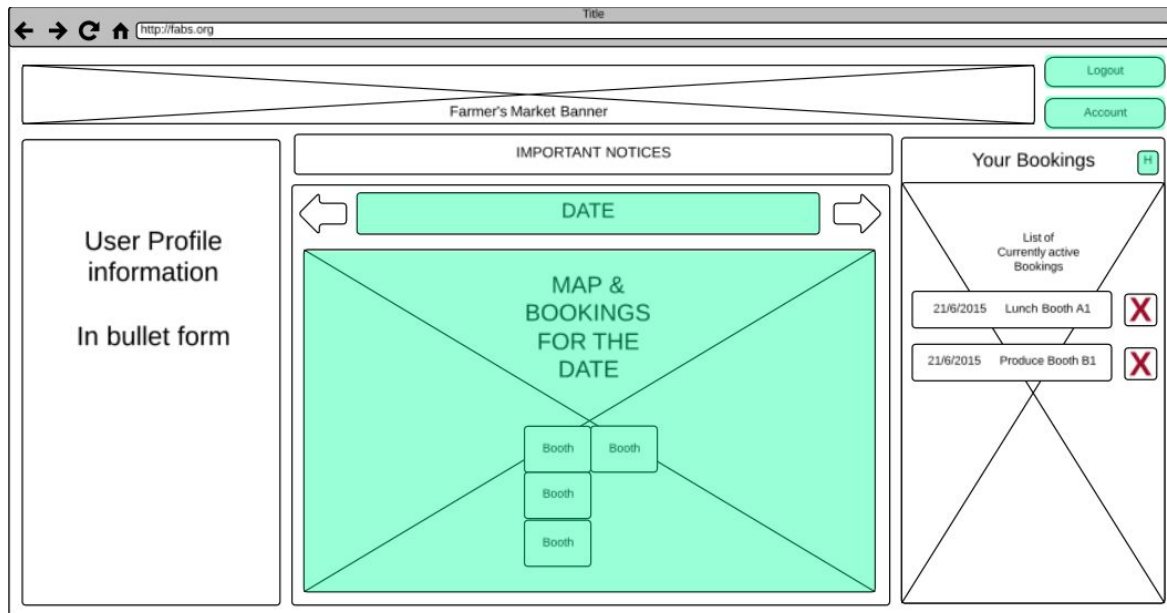 Title
http://fabs.org
Logout
Farmer's Market Banner
Account
IMPORTANT NOTICES
Your Bookings
H
DATE
User Profile
information
In bullet form
MAP &
BOOKINGS
FOR THE
DATE
Booth
Booth
Booth
Booth
List of
Currently active
Bookings
21/6/2015 Lunch Booth A1
X
21/6/2015 Produce Booth B1
X